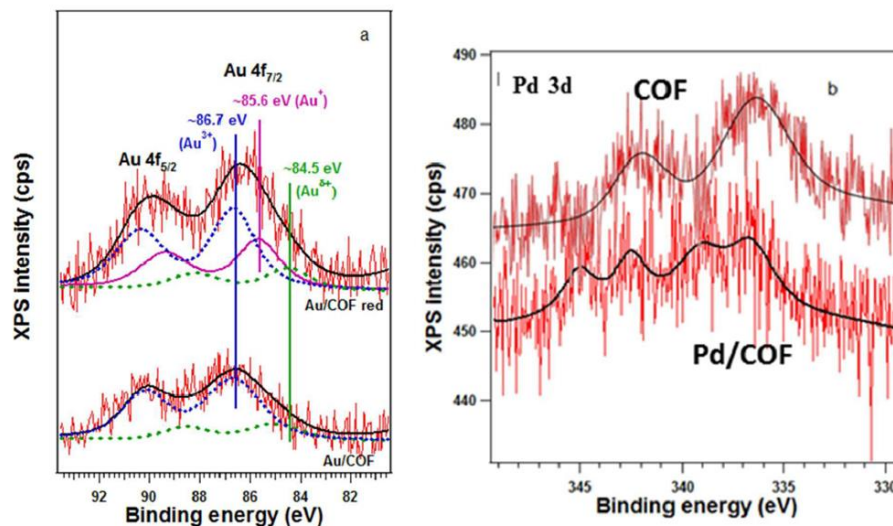 a
Au 4f7/2
~85.6 eV (Au+)
~86.7 eV
(Au3+)
Au 4f5/2
~84.5 eV
(Auδ+)
Au/COF red
Au/COF
XPS Intensity (cps)
92 90 88 86 84 82
Binding energy (eV)
490
480
470
460
450
440
Pd 3d
COF
b
Pd/COF
XPS Intensity (cps)
345 340 335 330
Binding energy (eV)